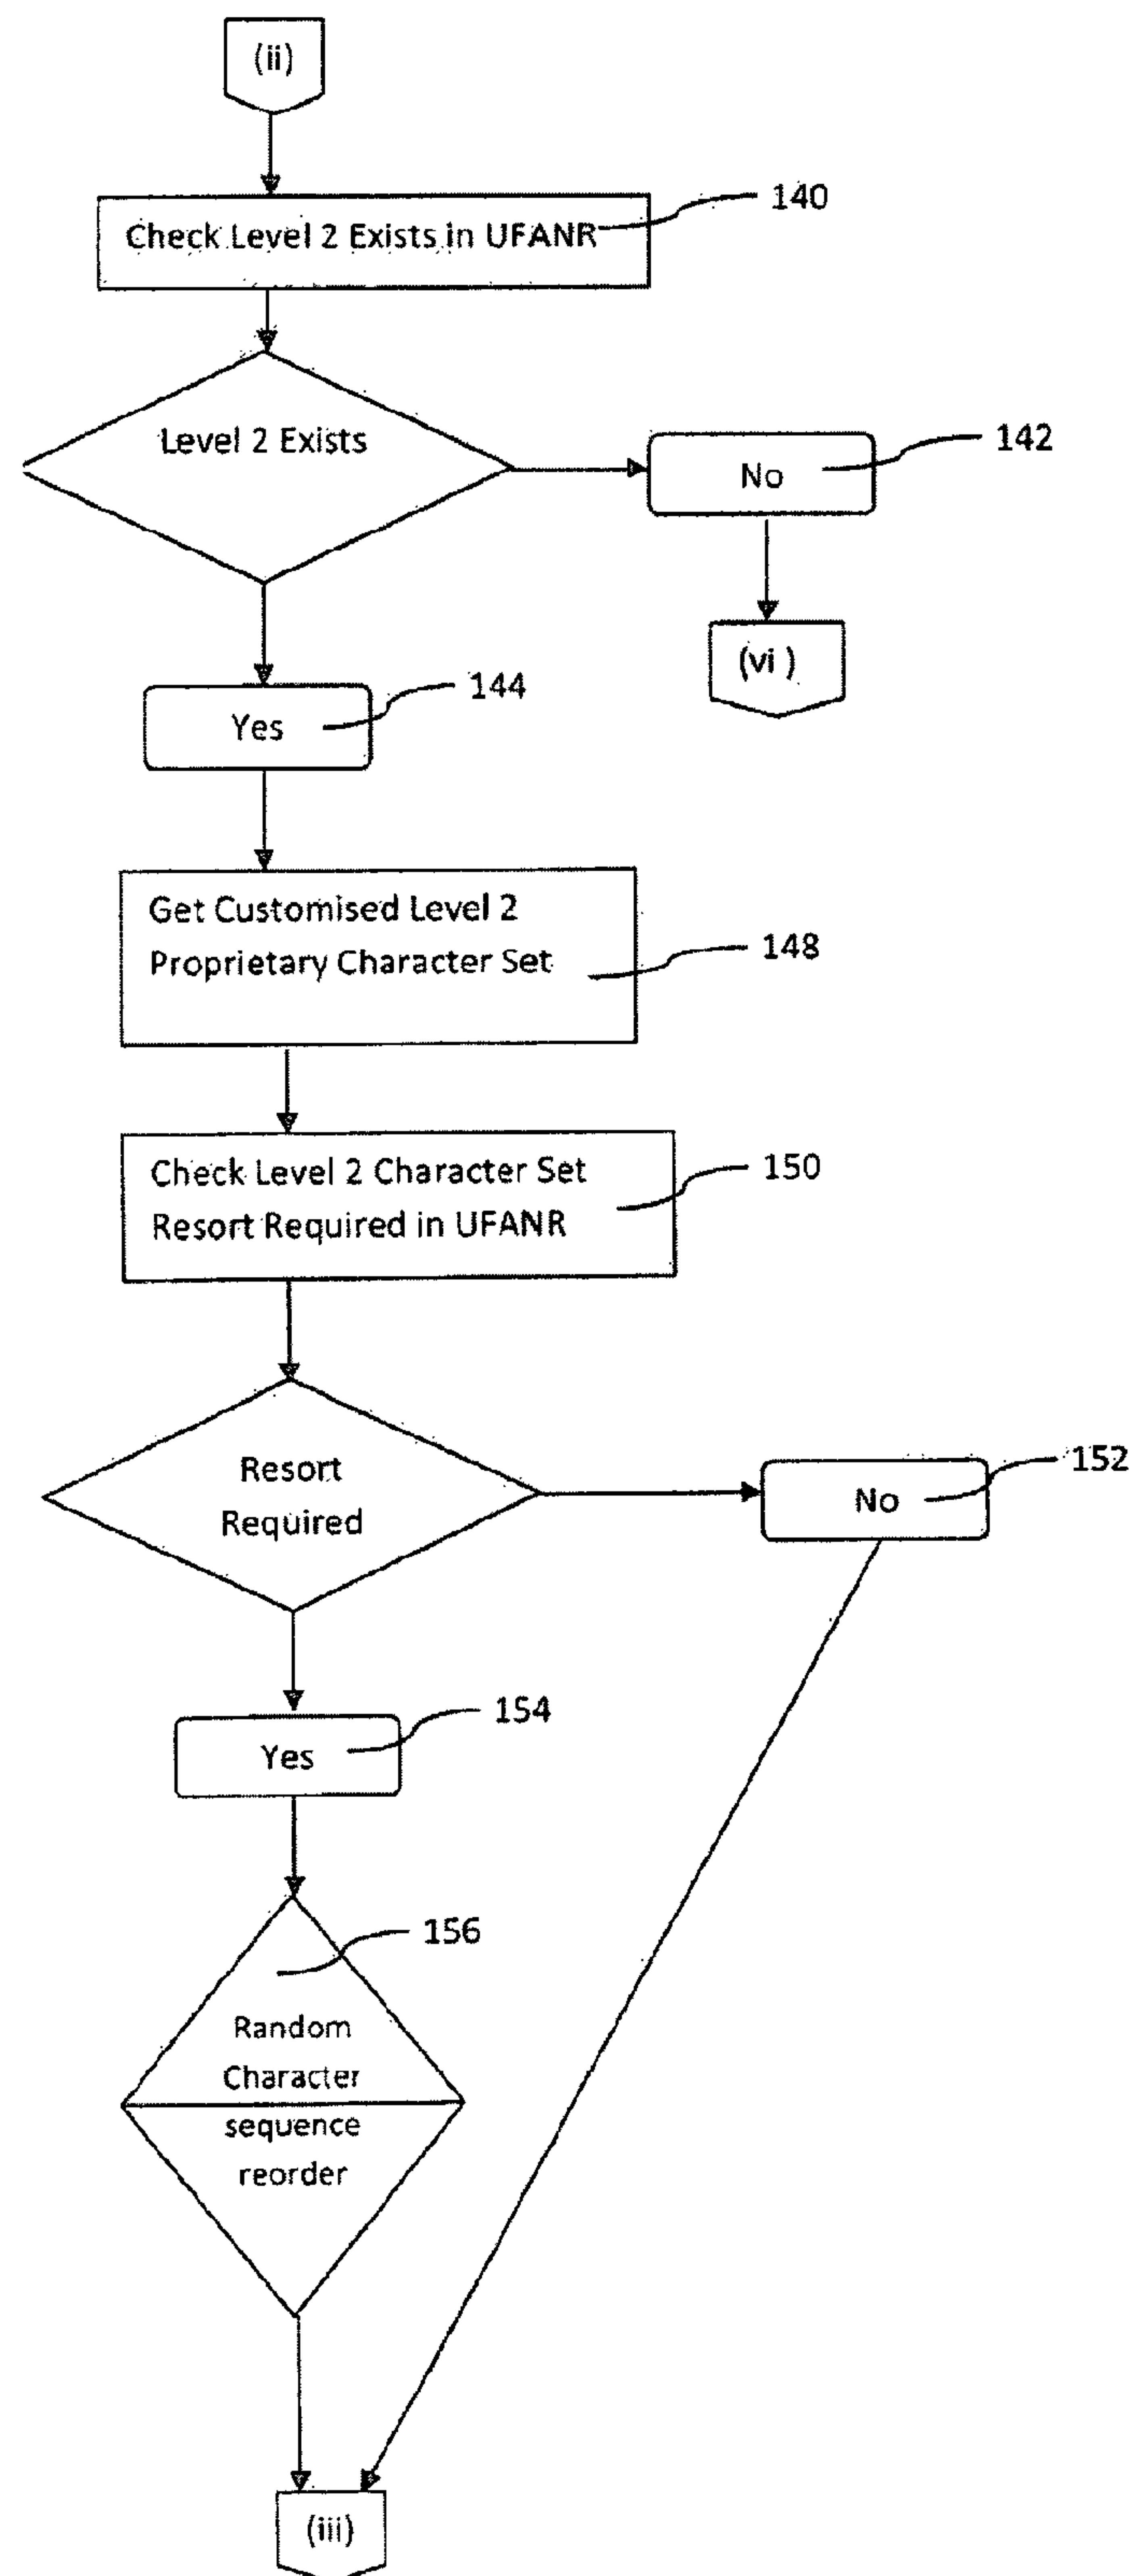 (ii)
140
Check Level 2 Exists in UFANR
Level 2 Exists
142
No
(vi )
144
Yes
Get Customised Level 2
Proprietary Character Set
148
Check Level 2 Character Set
Resort Required in UFANR
150
Resort
Required
152
No
154
Yes
156
Random
Character
sequence
reorder
(iii)